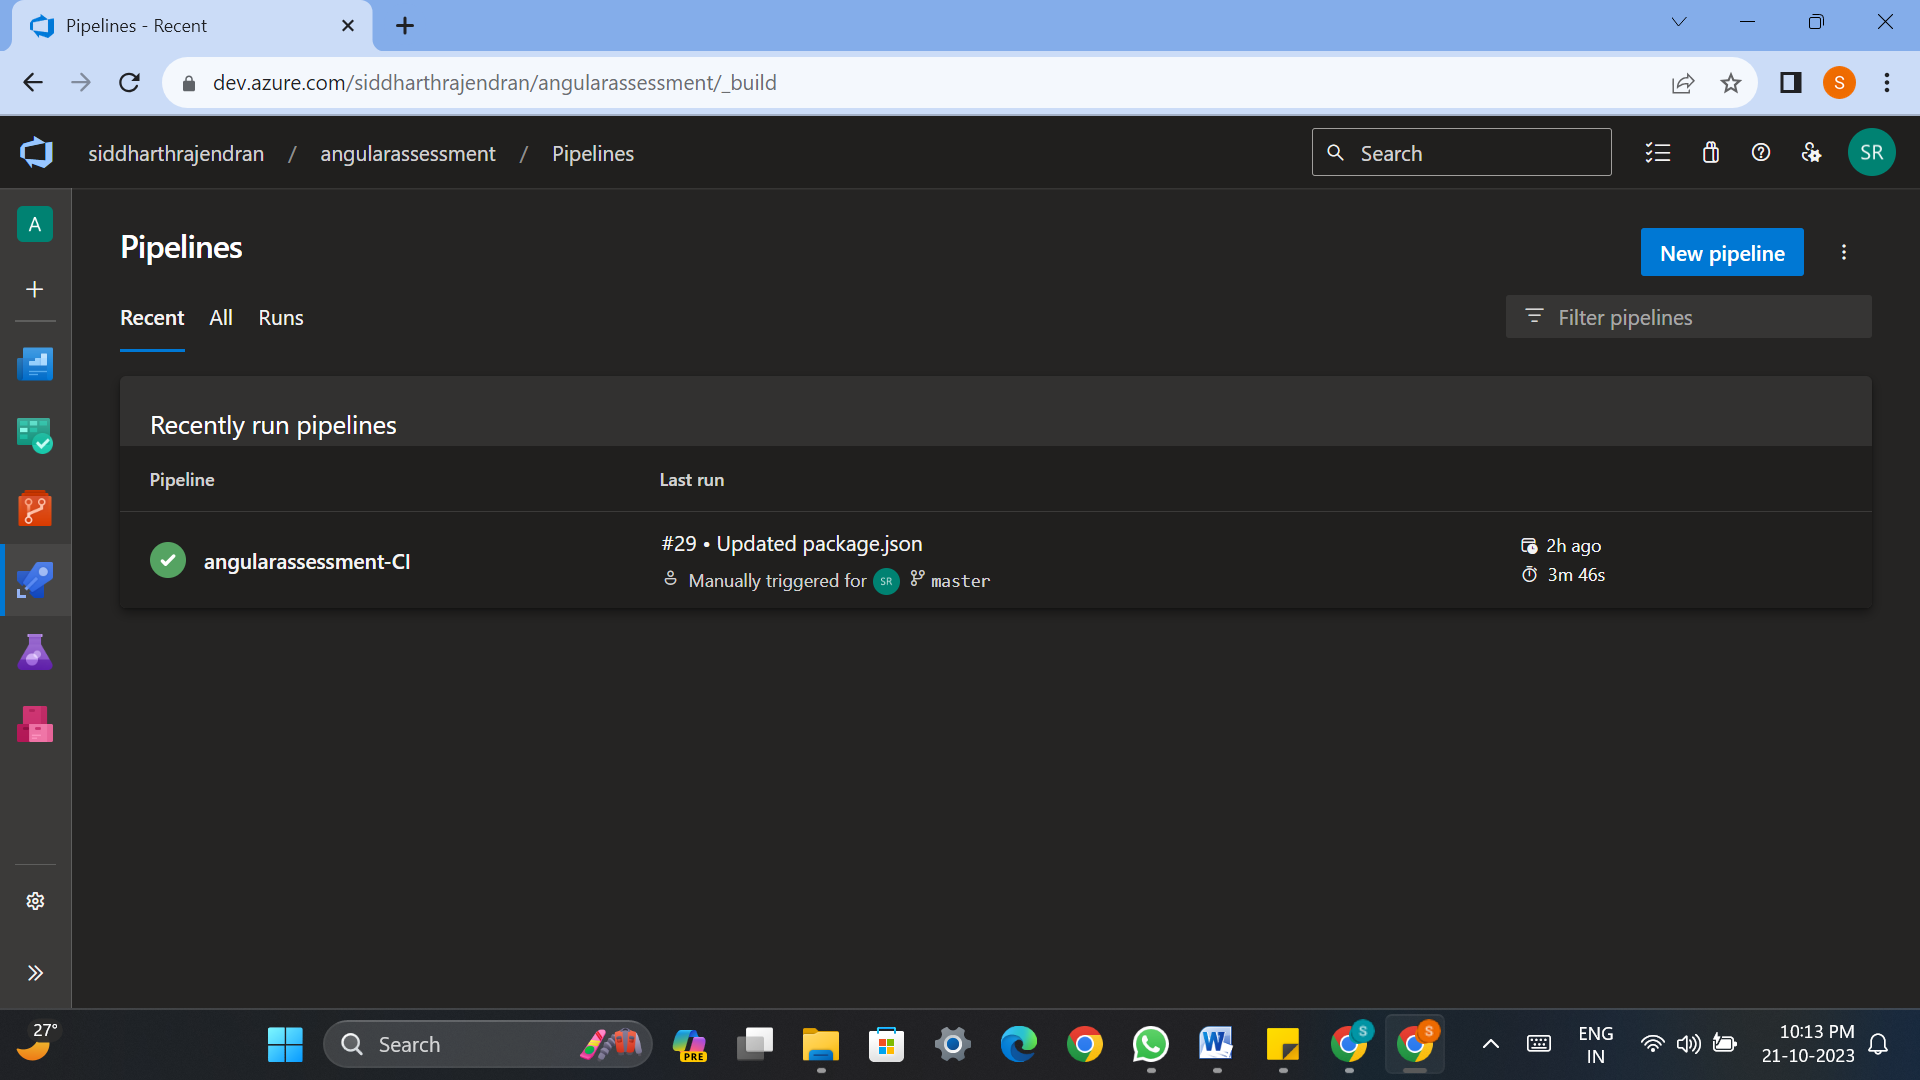 Pipelines - Recent
dev.azure.com/siddharthrajendran/angularassessment/_build
S
siddharthrajendran / angularassessment / Pipelines
Search
SR
A
Pipelines
New pipeline
Recent All Runs
Filter pipelines
Recently run pipelines
Pipeline Last run
angularassessment-CI
#29 • Updated package.json
Manually triggered for SR master
2h ago
3m 46s
27°
Search
PRE
W
S
S
ENG
IN
10:13 PM
21-10-2023